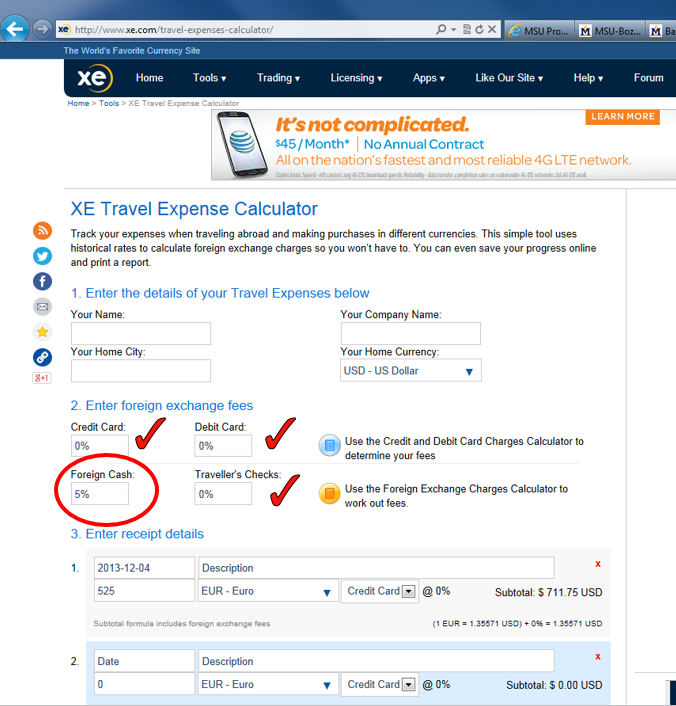 xe http://www.xe.com/travel-expenses-calculator/
MSU Pro...
MSU-Boz...
Ba
The World's Favorite Currency Site
xe Home Tools Trading Licensing Apps Like Our Site Help Forum
Home > Tools > XE Travel Expense Calculator
It's not complicated.
LEARN MORE
$45/Month* | No Annual Contract
All on the nation's fastest and most reliable 4G LTE network.
at&t
XE Travel Expense Calculator
Track your expenses when traveling abroad and making purchases in different currencies. This simple tool uses
historical rates to calculate foreign exchange charges so you won't have to. You can even save your progress online
and print a report.
1. Enter the details of your Travel Expenses below
Your Name: Your Company Name:
Your Home City: Your Home Currency:
USD - US Dollar
g+1
2. Enter foreign exchange fees
Credit Card: Debit Card:
0% 0%
Use the Credit and Debit Card Charges Calculator to
determine your fees
Foreign Cash: Traveller's Checks:
5% 0%
Use the Foreign Exchange Charges Calculator to
work out fees.
3. Enter receipt details
1. 2013-12-04 Description x
525 EUR - Euro Credit Card @ 0% Subtotal: $ 711.75 USD
Subtotal formula includes foreign exchange fees (1 EUR = 1.35571 USD) + 0% = 1.35571 USD
2. Date Description x
0 EUR - Euro Credit Card @ 0% Subtotal: $ 0.00 USD